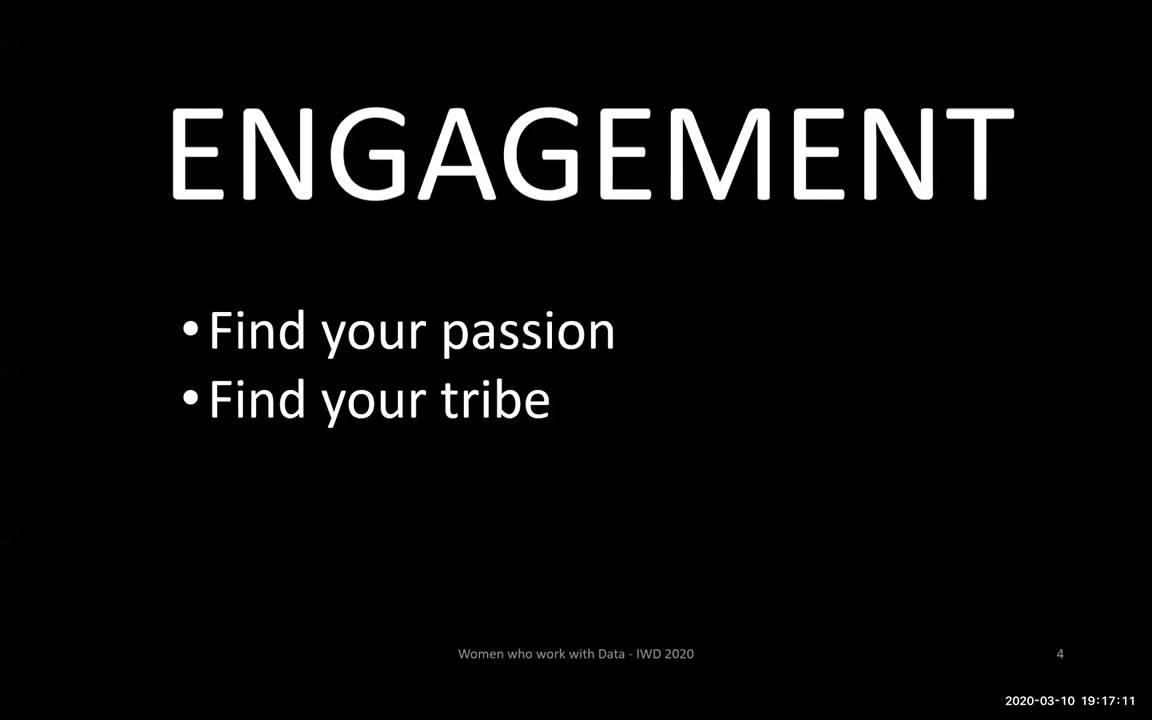 ENGAGEMENT
•Find your passion
•Find your tribe
Women who work with Data - IWD 2020
4
2020-03-10 19:17:11